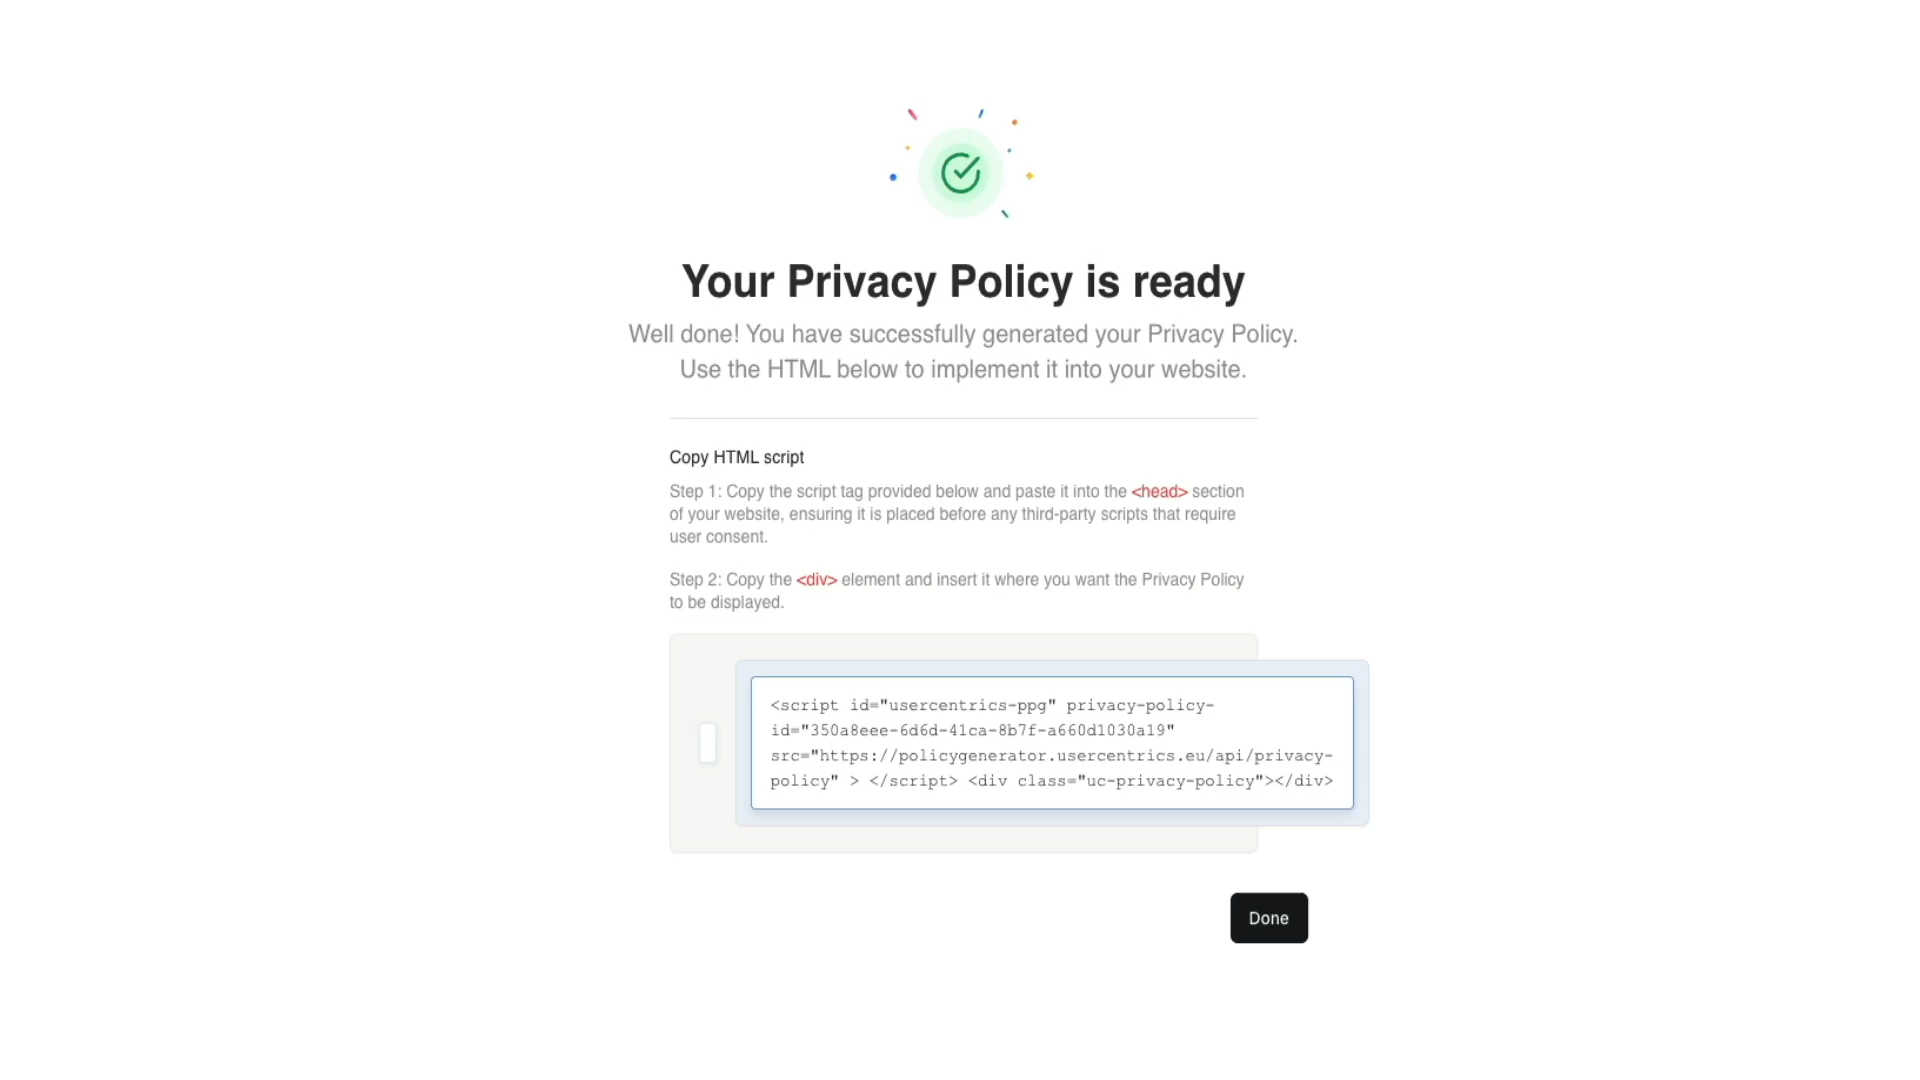 Your Privacy Policy is ready
Well done! You have successfully generated your Privacy Policy.
Use the HTML below to implement it into your website.
Copy HTML script
Step 1: Copy the script tag provided below and paste it into the <head> section
of your website, ensuring it is placed before any third-party scripts that require
user consent.
Step 2: Copy the <div> element and insert it where you want the Privacy Policy
to be displayed.
<script id="usercentrics-ppg" privacy-policy-
id="350a8eee-6d6d-41ca-8b7f-a660d1030a19"
src="https://policygenerator.usercentrics.eu/api/privacy-
policy" > </script> <div class="uc-privacy-policy"></div>
Done